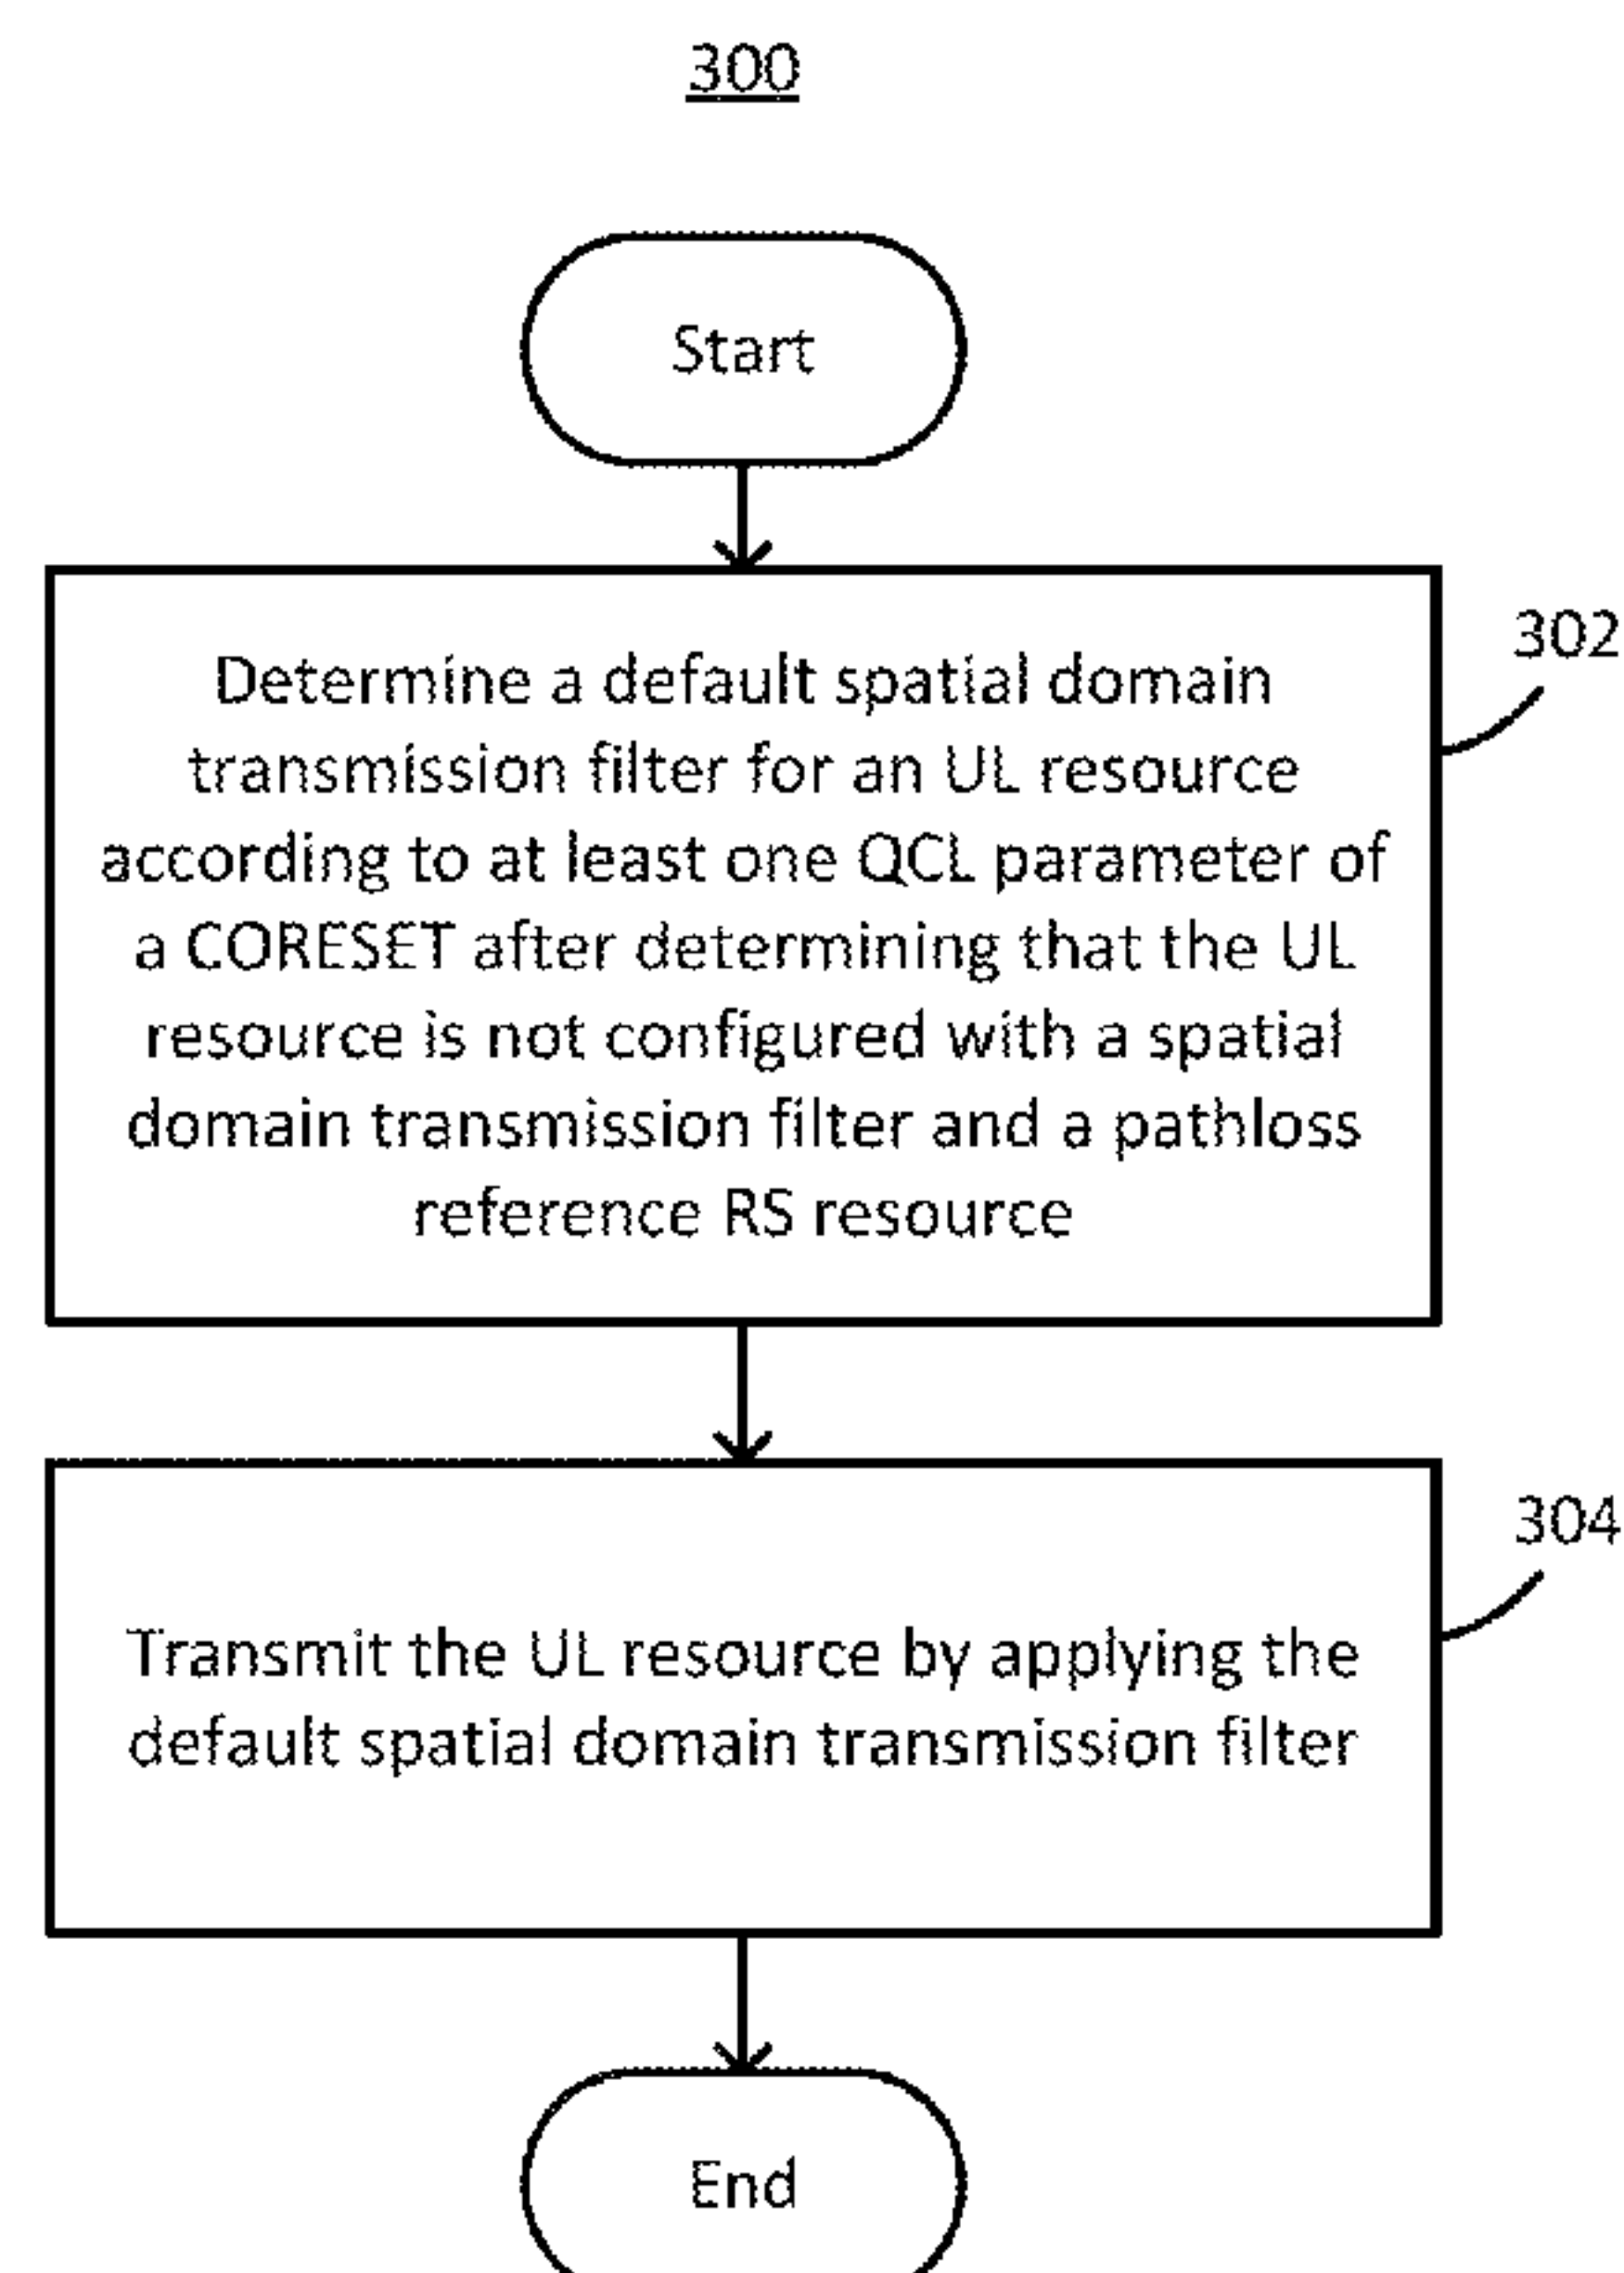 300
Start
302
Determine a default spatial domain
transmission filter for an UL resource
according to at least one QCL parameter of
a CORESET after determining that the UL
resource is not configured with a spatial
domain transmission filter and a pathloss
reference RS resource
304
Transmit the UL resource by applying the
default spatial domain transmission filter
End